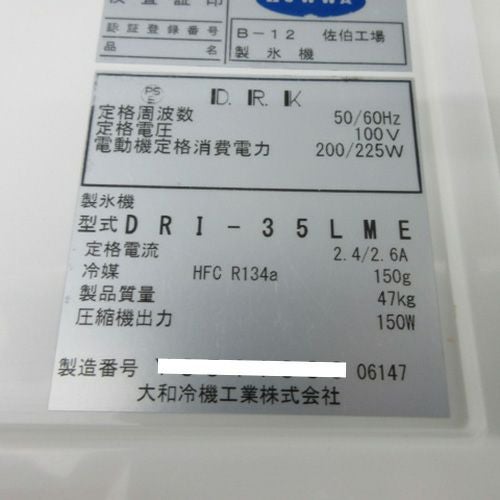 検査証印
認証登録番号
品 名
B-12 佐伯工場
製氷機
PS
E
D.R.K
定格周波数 50/60Hz
定格電圧 100V
電動機定格消費電力 200/225W
製氷機
型式 DRI-35LME
定格電流 2.4/2.6A
冷媒 HFC R134a 150g
製品質量 47kg
圧縮機出力 150W
製造番号 06147
大和冷機工業株式会社